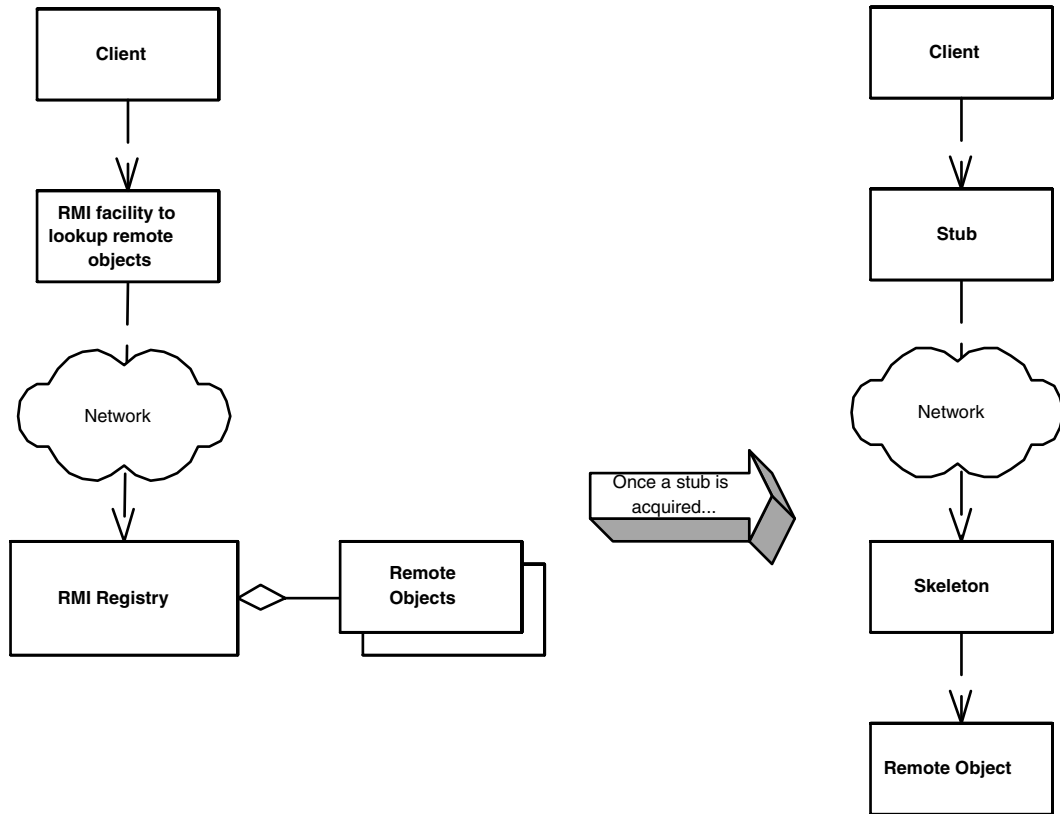 Client
RMI facility to
lookup remote
objects
Network
RMI Registry
Remote
Objects
Once a stub is
acquired...
Client
Stub
Network
Skeleton
Remote Object